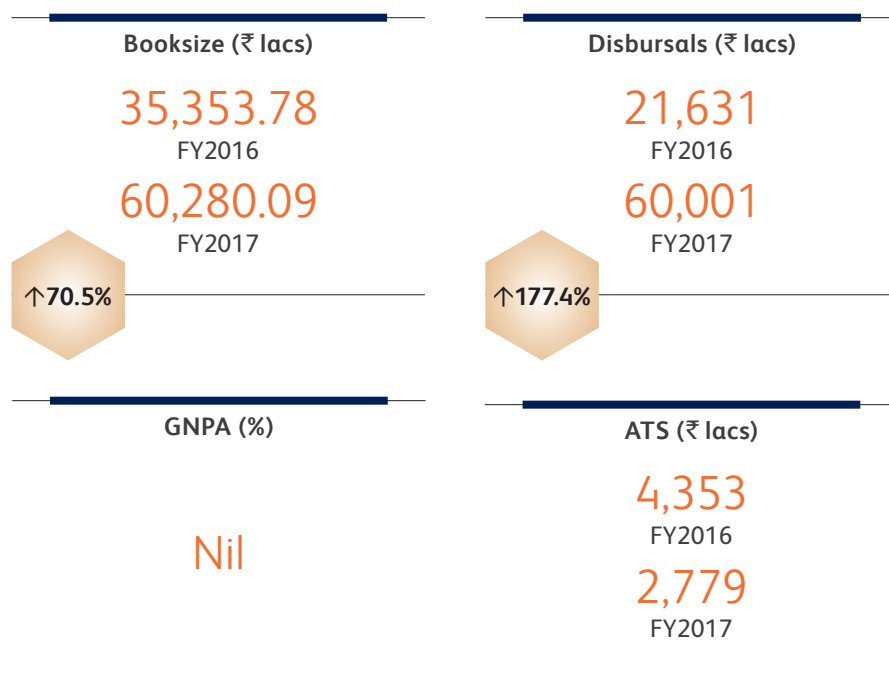 Booksize (₹ lacs)
35,353.78
FY2016
60,280.09
FY2017
↑70.5%
Disbursals (₹ lacs)
21,631
FY2016
60,001
FY2017
↑177.4%
GNPA (%)
Nil
ATS (₹ lacs)
4,353
FY2016
2,779
FY2017